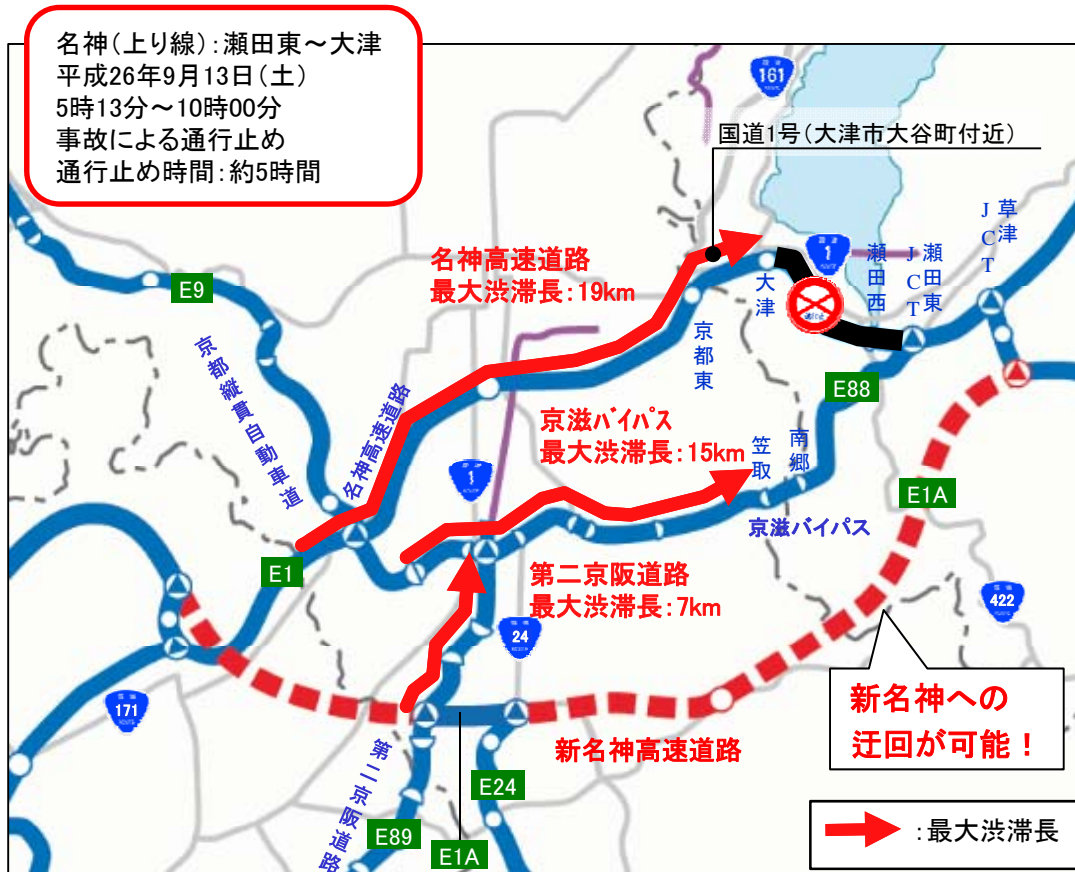 名神(上り線):瀬田東~大津
平成26年9月13日(土)
5時13分~10時00分
事故による通行止め
通行止め時間:約5時間
161
国道1号(大津市大谷町付近)
草津
JCT
瀬田東
JCT
瀬田西
1
大津
京都東
名神高速道路
最大渋滞長:19km
E9
京都縦貫自動車道
名神高速道路
E88
京滋バイパス
最大渋滞長:15km
南郷
笠取
1
京滋バイパス
E1A
E1
第二京阪道路
最大渋滞長:7km
422
24
171
新名神への
迂回が可能!
新名神高速道路
第二京阪道路
E24
E89
E1A
:最大渋滞長